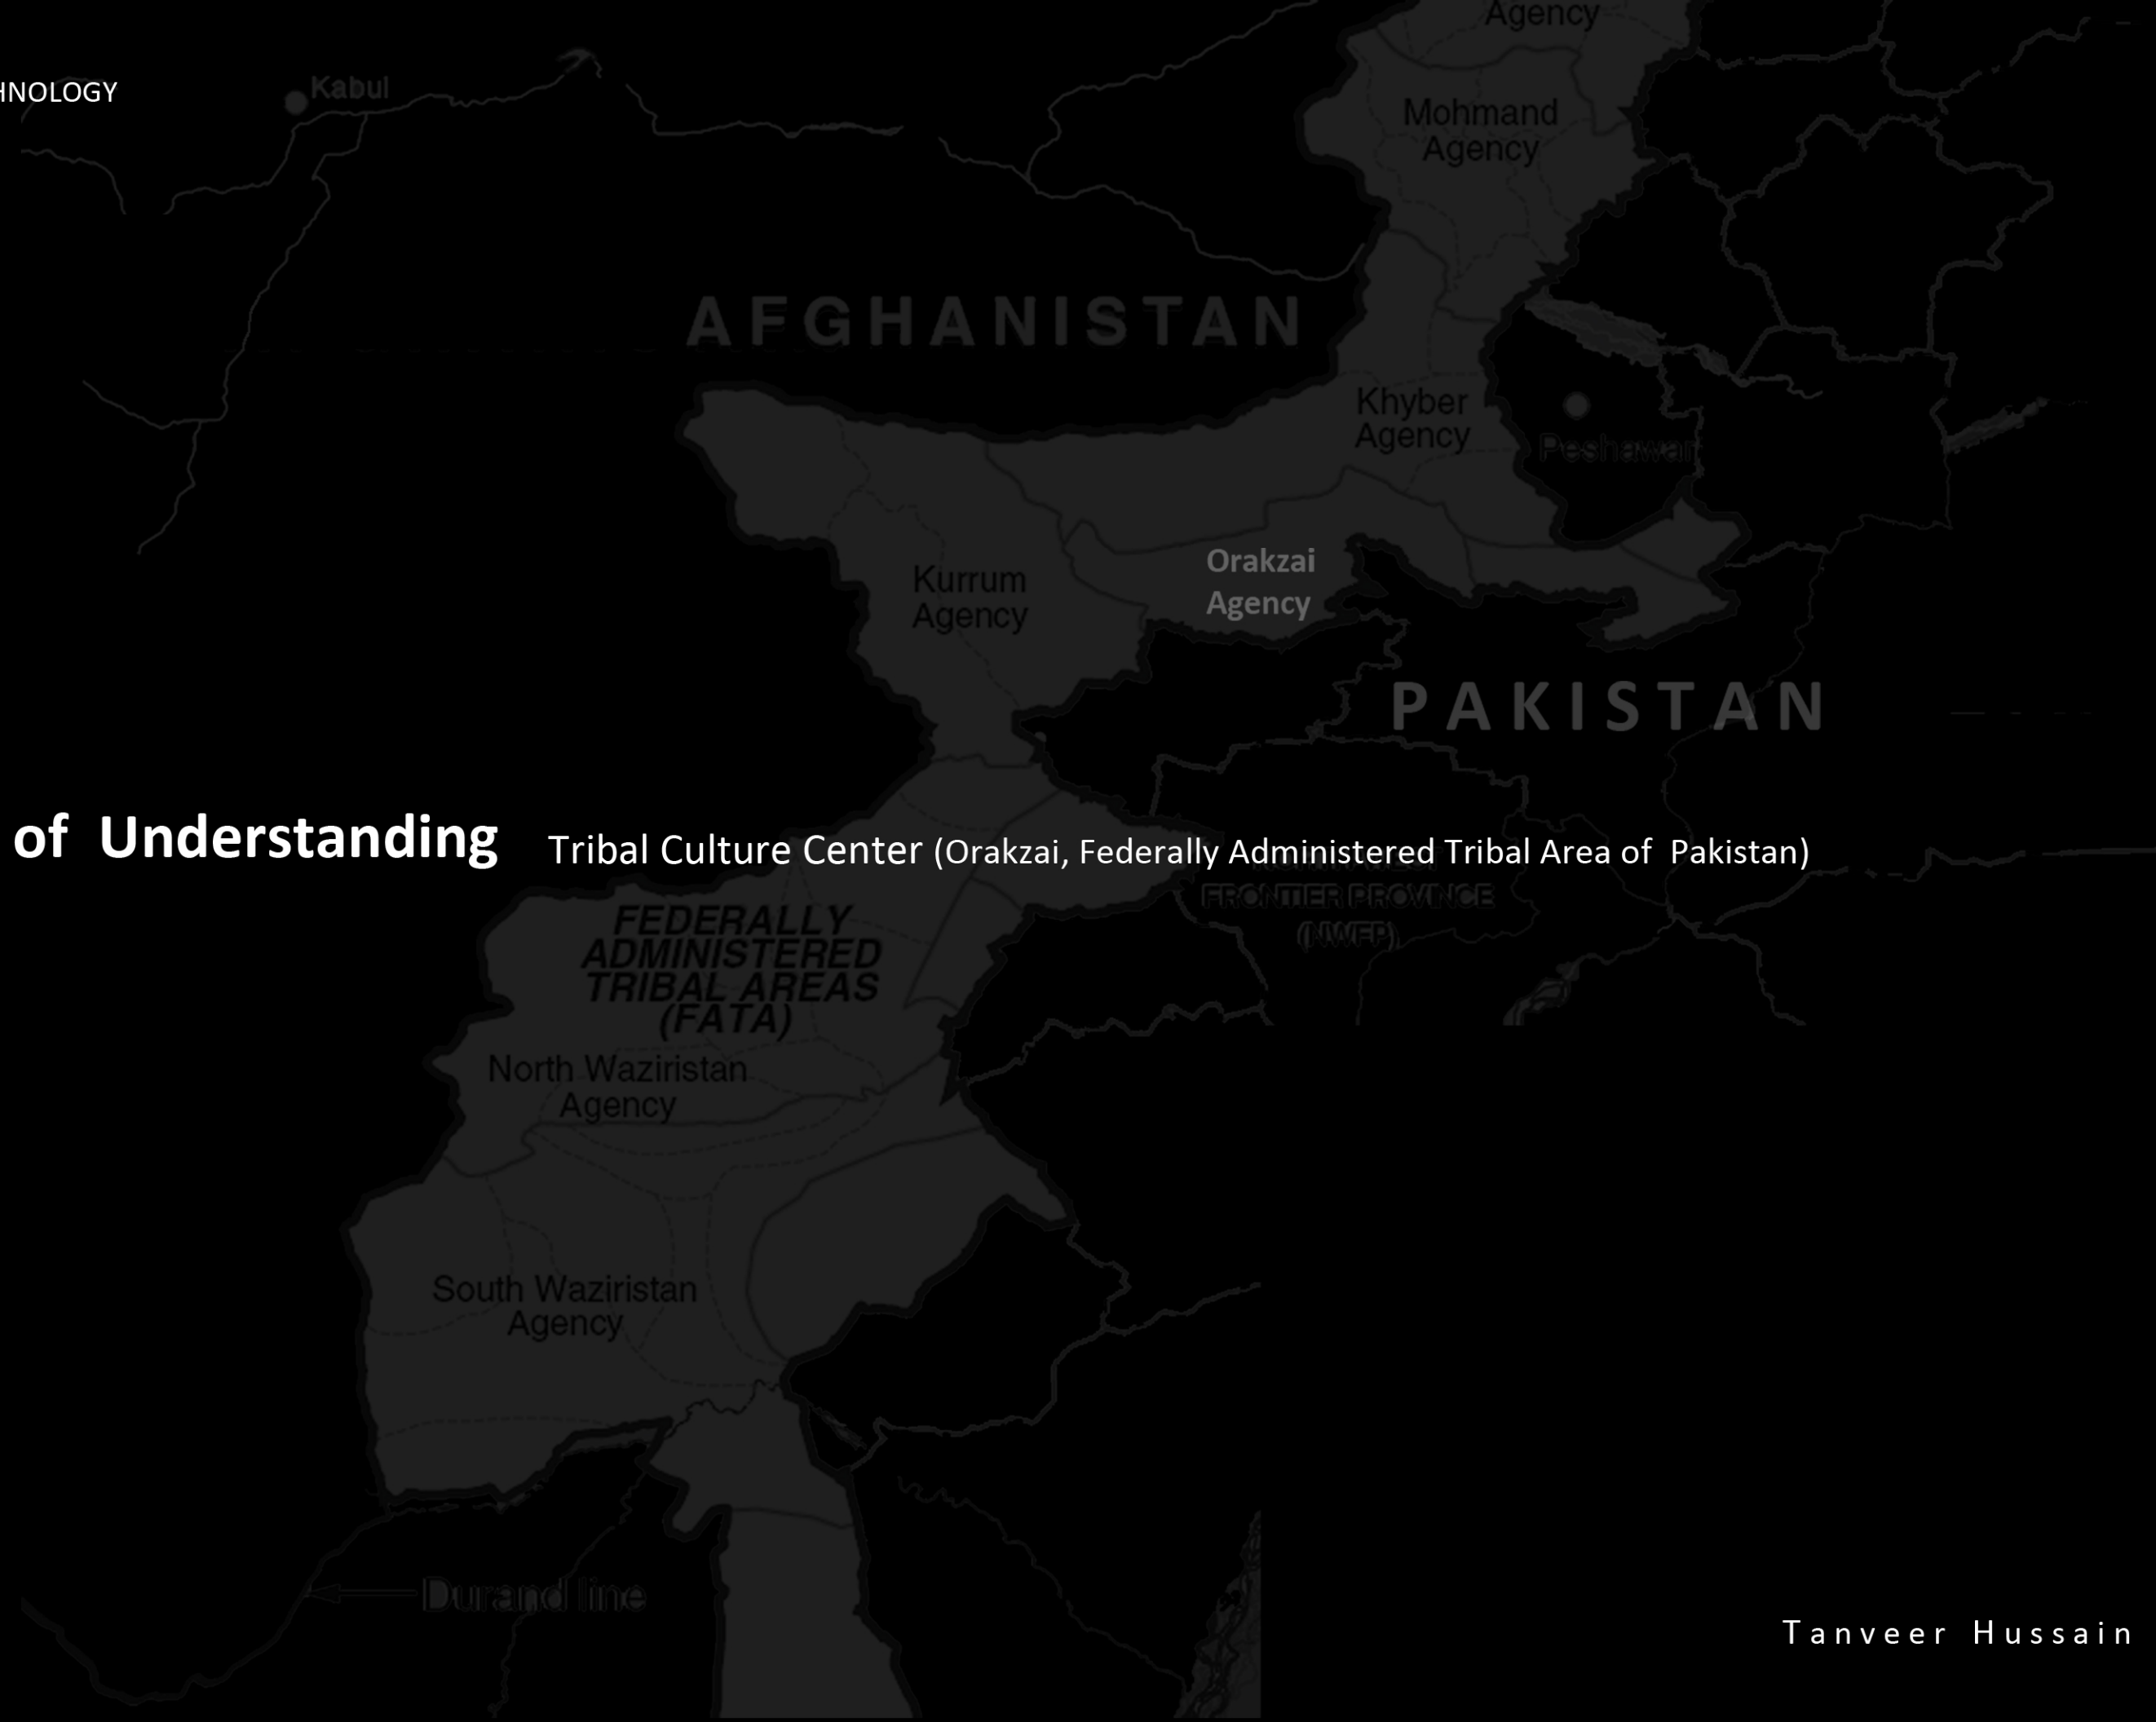 Agency
HNOLOGY
Kabul
Mohmand
Agency
AFGHANISTAN
Khyber
Agency
Peshawar
Orakzai
Agency
Kurrum
Agency
PAKISTAN
of Understanding Tribal Culture Center (Orakzai, Federally Administered Tribal Area of Pakistan)
FRONTIER PROVINCE
(NWFP)
FEDERALLY
ADMINISTERED
TRIBAL AREAS
(FATA)
North Waziristan
Agency
South Waziristan
Agency
Durand line
Tanveer Hussain